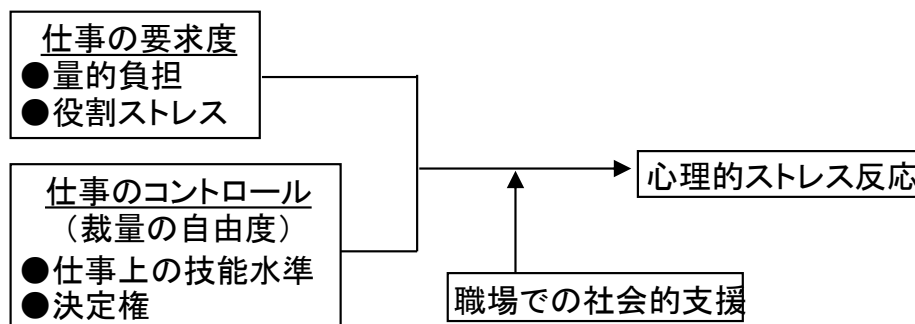 仕事の要求度
●量的負担
●役割ストレス
仕事のコントロール
（裁量の自由度）
●仕事上の技能水準
●決定権
心理的ストレス反応
職場での社会的支援